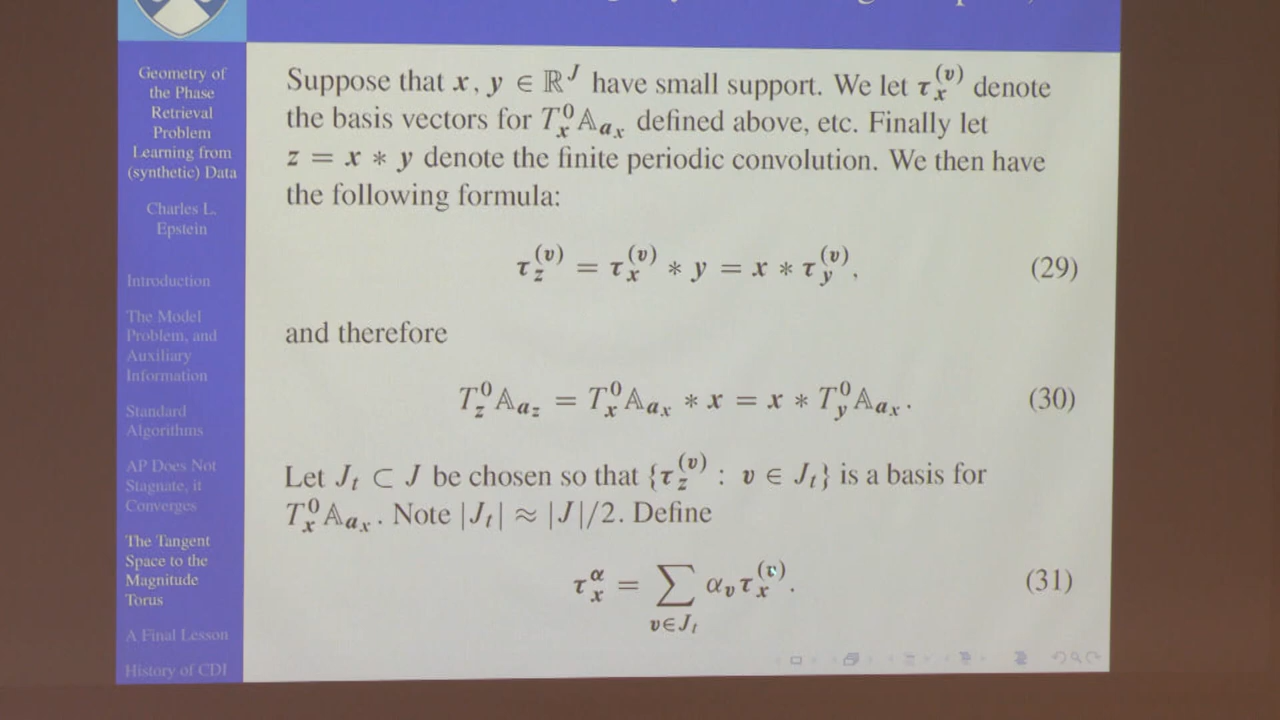 Geometry of
the Phase
Retrieval
Problem
Learning from
(synthetic) Data
Charles L.
Epstein
Introduction
The Model
Problem, and
Auxiliary
Information
Standard
Algorithms
AP Does Not
Stagnate, it
Converges
The Tangent
Space to the
Magnitude
Torus
A Final Lesson
History of CDI
Suppose that x, y ∈ ℝ^J have small support. We let τ_x^(v) denote
the basis vectors for T_x^0 𝔸_{a_x} defined above, etc. Finally let
z = x * y denote the finite periodic convolution. We then have
the following formula:
τ_z^(v) = τ_x^(v) * y = x * τ_y^(v), (29)
and therefore
T_z^0 𝔸_{a_z} = T_x^0 𝔸_{a_x} * x = x * T_y^0 𝔸_{a_x}. (30)
Let J_t ⊂ J be chosen so that {τ_z^(v) : v ∈ J_t} is a basis for
T_x^0 𝔸_{a_x}. Note |J_t| ≈ |J|/2. Define
τ_x^α = ∑_{v∈J_t} α_v τ_x^(v). (31)